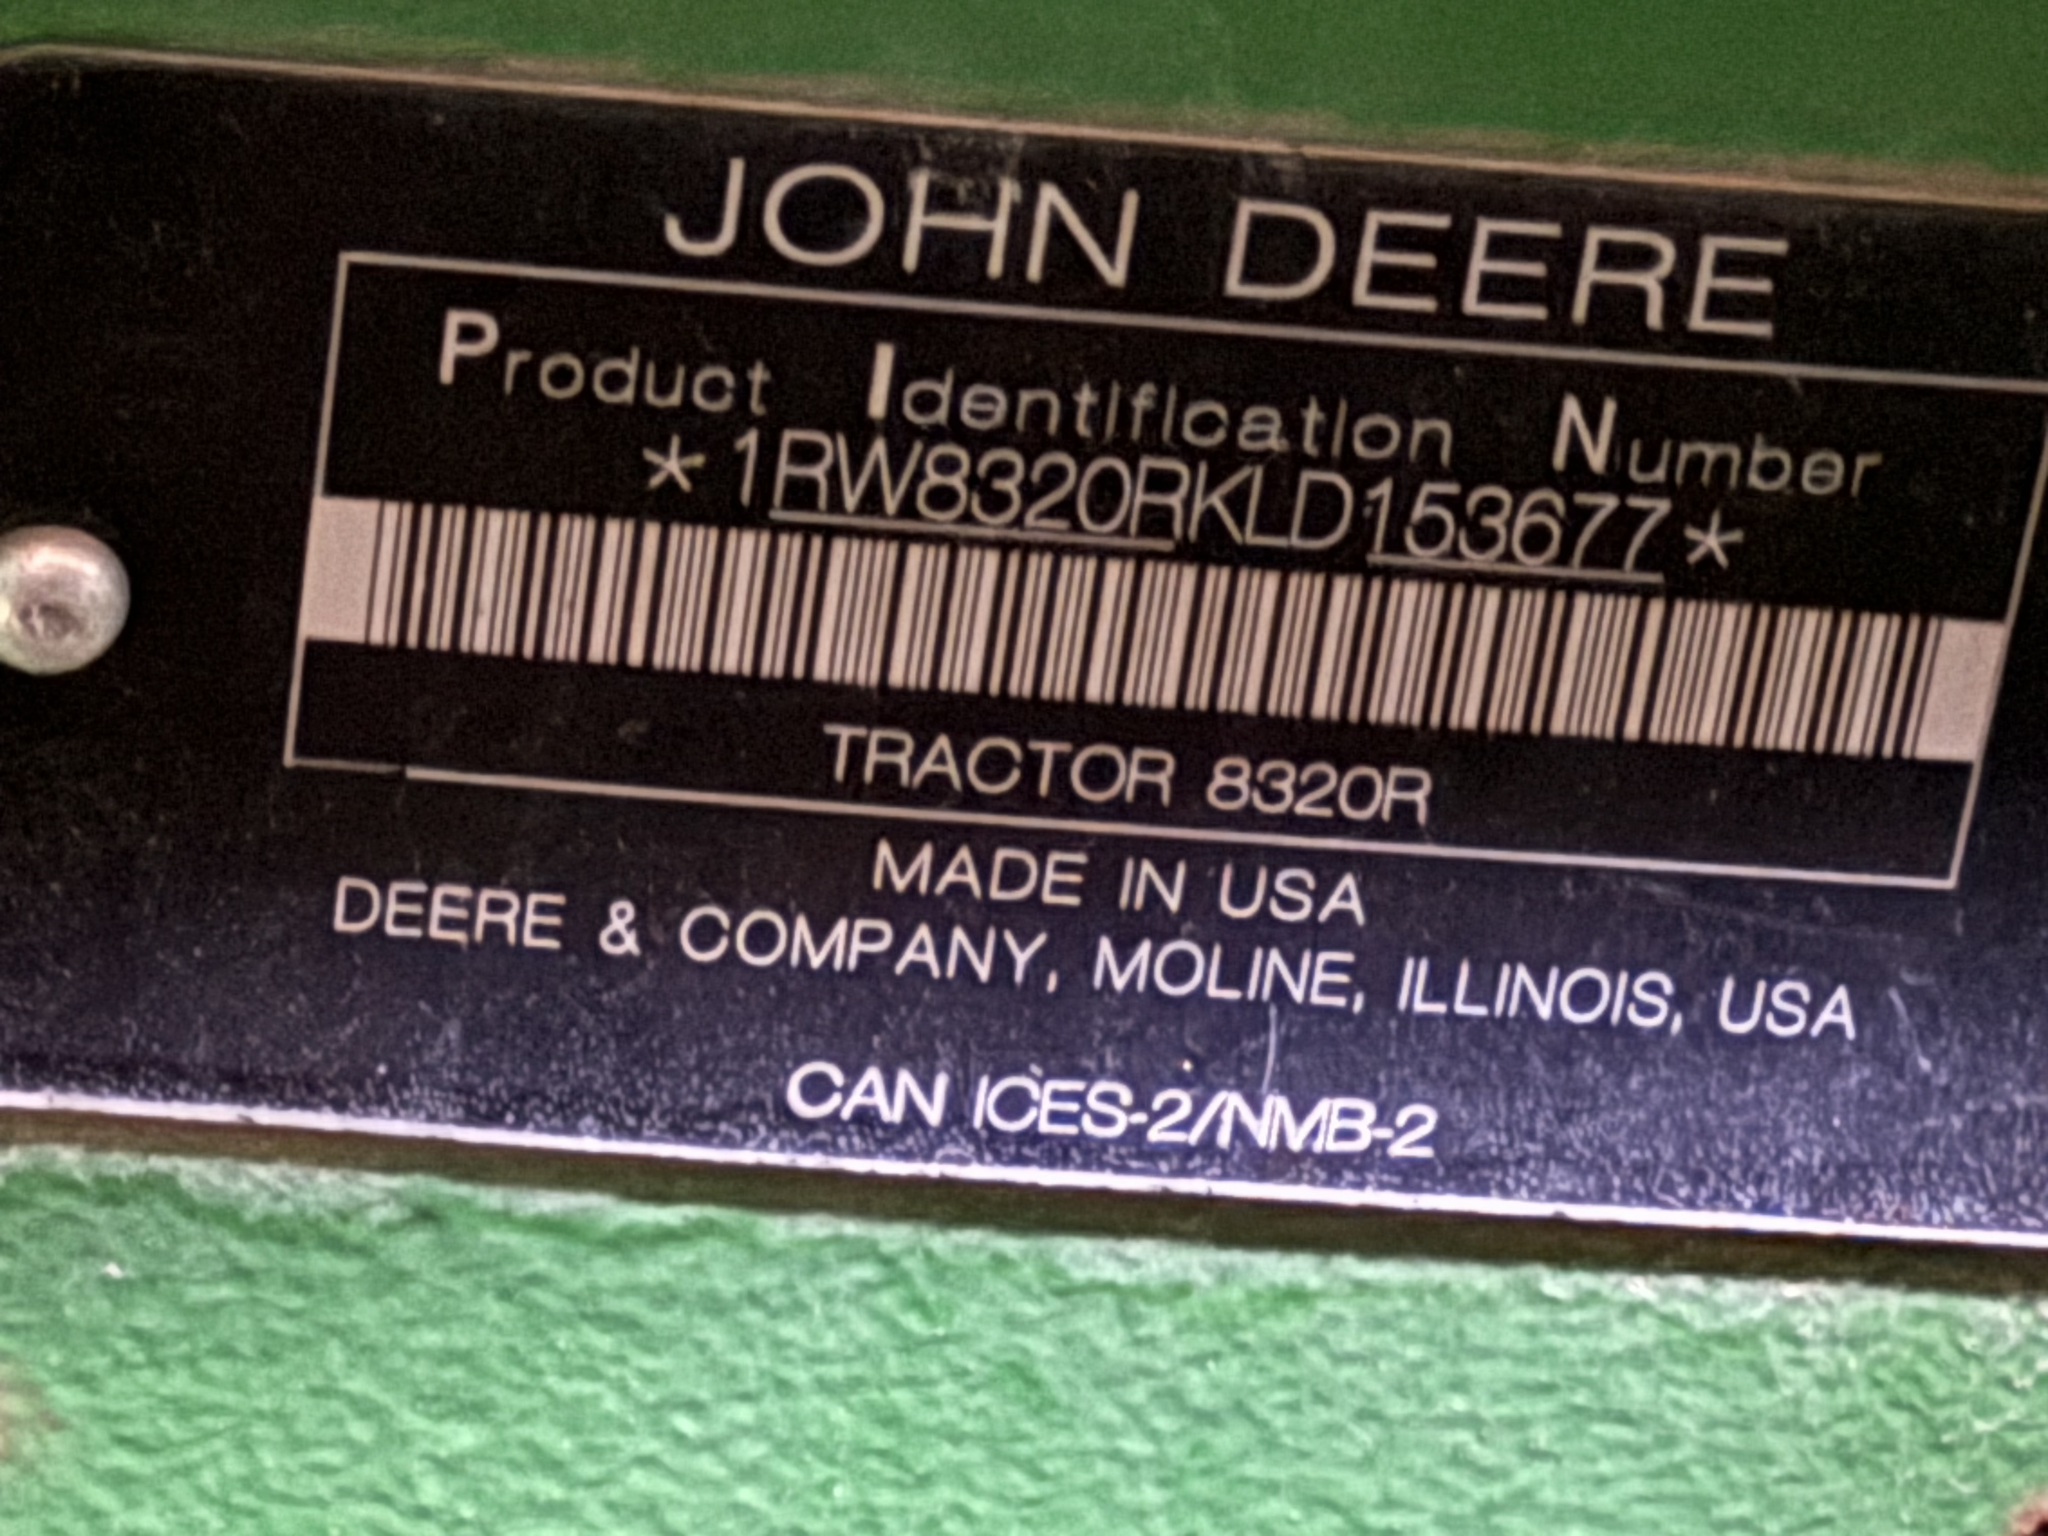 JOHN DEERE
Product Identification Number
*1RW8320RKLD153677*
TRACTOR 8320R
MADE IN USA
DEERE & COMPANY, MOLINE, ILLINOIS, USA
CAN ICES-2/NMB-2